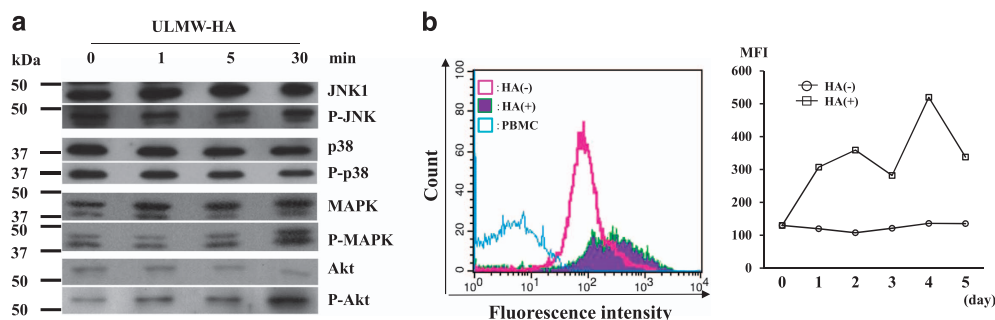 a
ULMW-HA
kDa 0 1 5 30 min
50 JNK1
50 P-JNK
37 p38
37 P-p38
50 MAPK
37
50 P-MAPK
37
Akt
50
P-Akt
50
b
100
80
60
40
20
0
Count
: HA(-)
: HA(+)
: PBMC
10^0 10^1 10^2 10^3 10^4
Fluorescence intensity
MFI
600
500
400
300
200
100
0
HA(-)
HA(+)
0 1 2 3 4 5
(day)